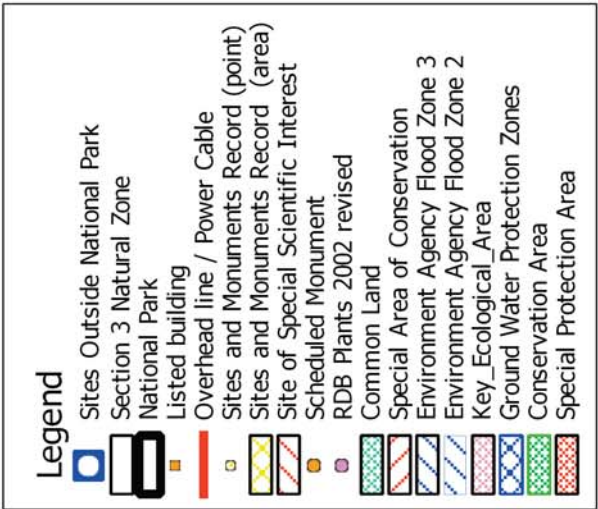 Legend
Sites Outside National Park
Section 3 Natural Zone
National Park
Listed building
Overhead line / Power Cable
Sites and Monuments Record (point)
Sites and Monuments Record (area)
Site of Special Scientific Interest
Scheduled Monument
RDB Plants 2002 revised
Common Land
Special Area of Conservation
Environment Agency Flood Zone 3
Environment Agency Flood Zone 2
Key_Ecological_Area
Ground Water Protection Zones
Conservation Area
Special Protection Area